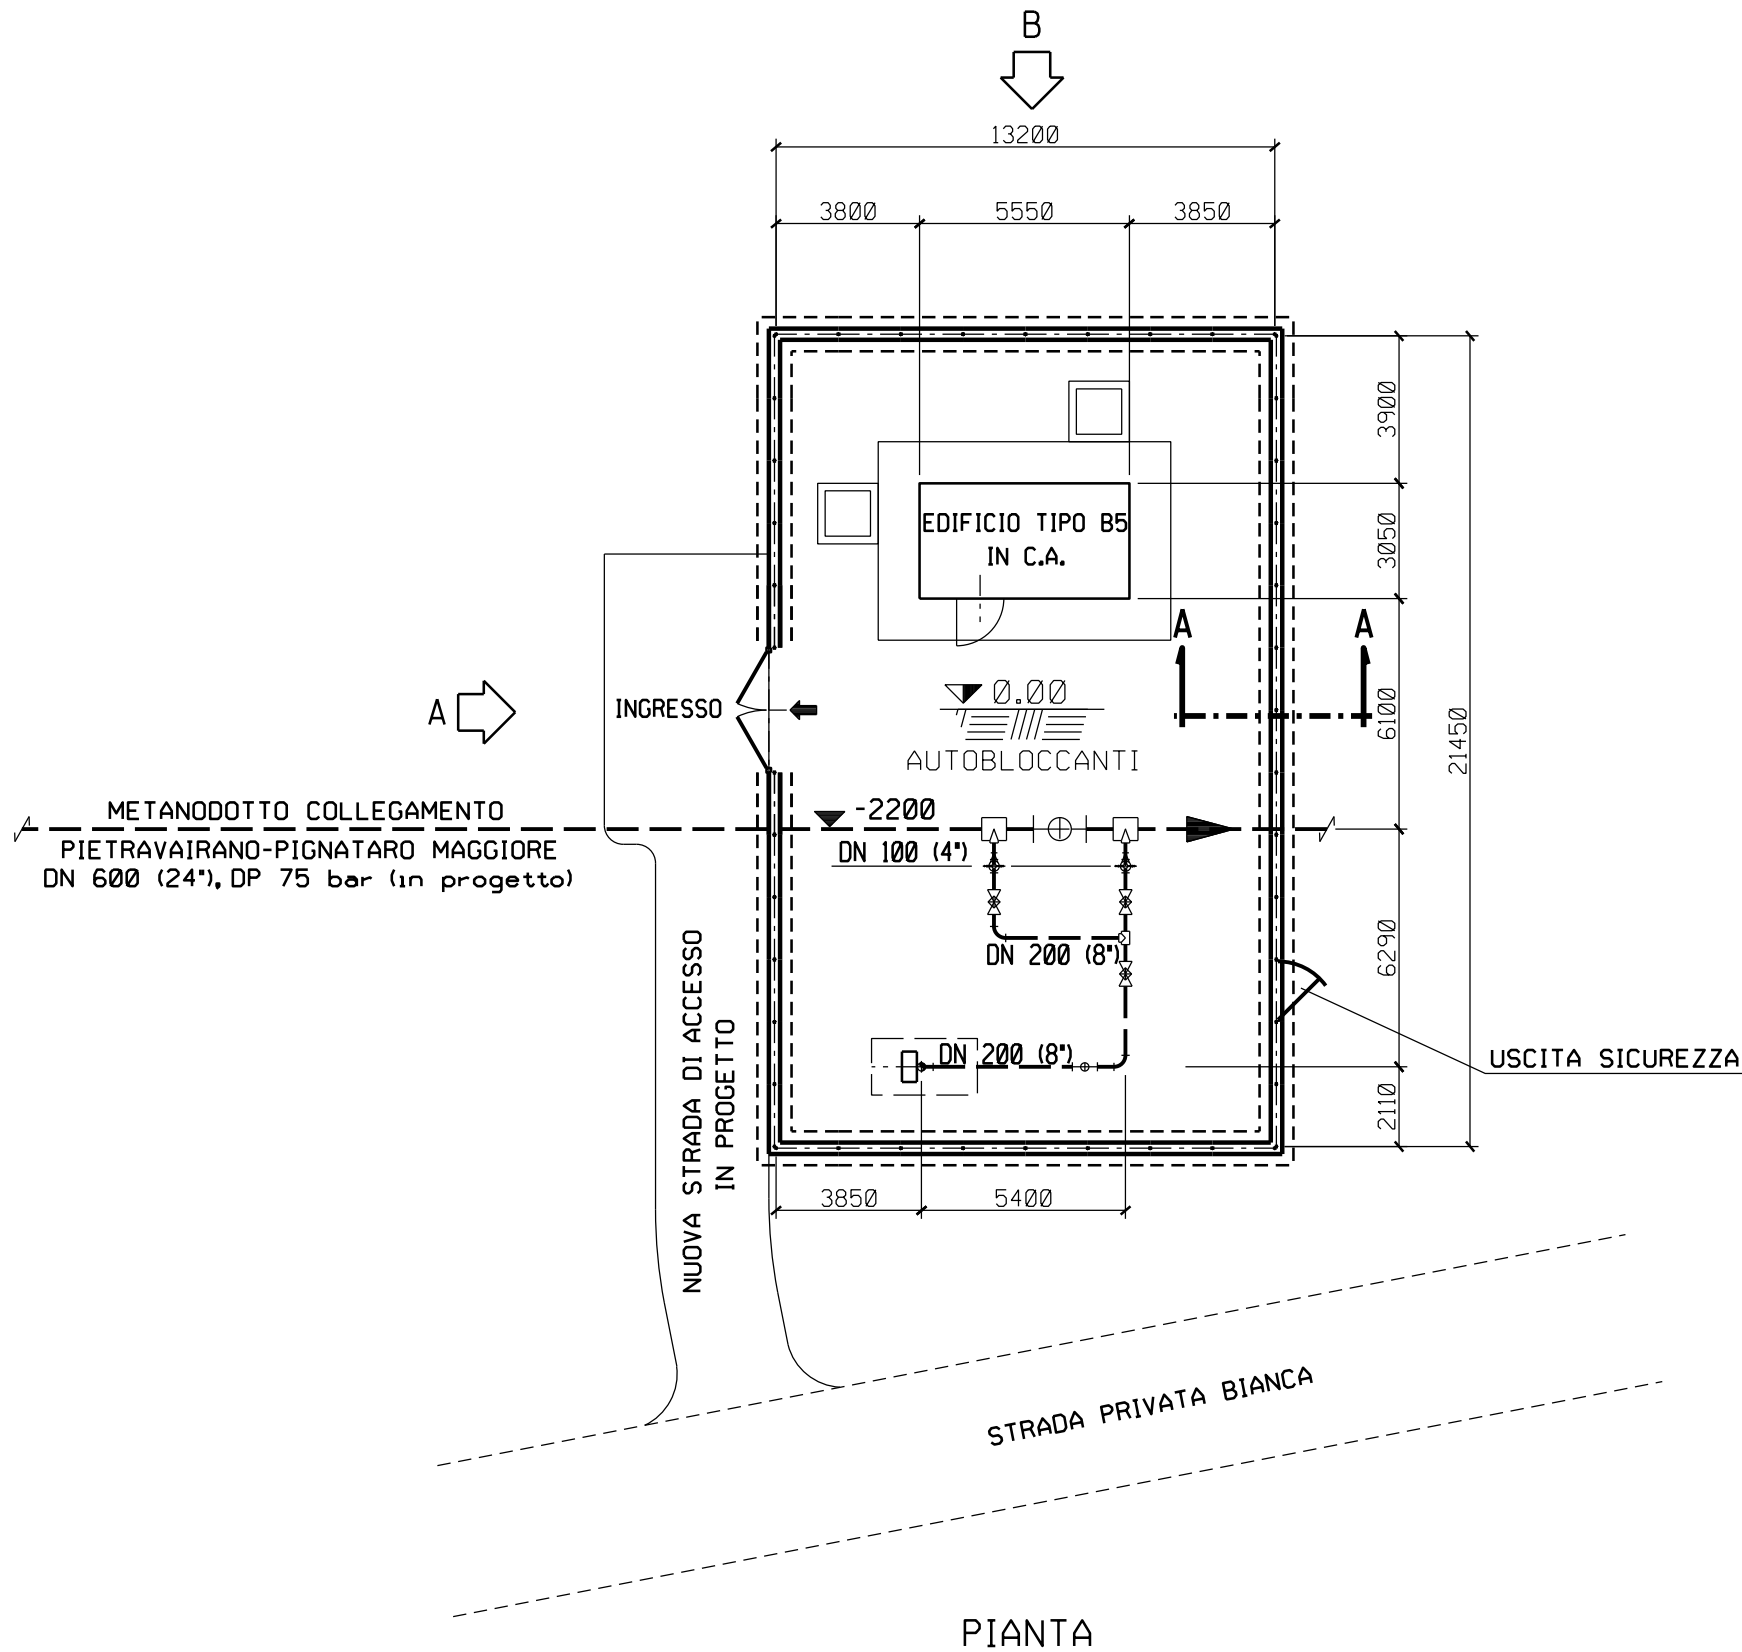 B
13200
3800
5550
3850
3900
EDIFICIO TIPO B5
IN C.A.
3050
A
A
A
INGRESSO
0.00
AUTOBLOCCANTI
6100
21450
METANODOTTO COLLEGAMENTO
PIETRAVAIRANO-PIGNATARO MAGGIORE
DN 600 (24"), DP 75 bar (in progetto)
-2200
DN 100 (4")
DN 200 (8")
6290
NUOVA STRADA DI ACCESSO
IN PROGETTO
DN 200 (8")
USCITA SICUREZZA
2110
3850
5400
STRADA PRIVATA BIANCA
PIANTA